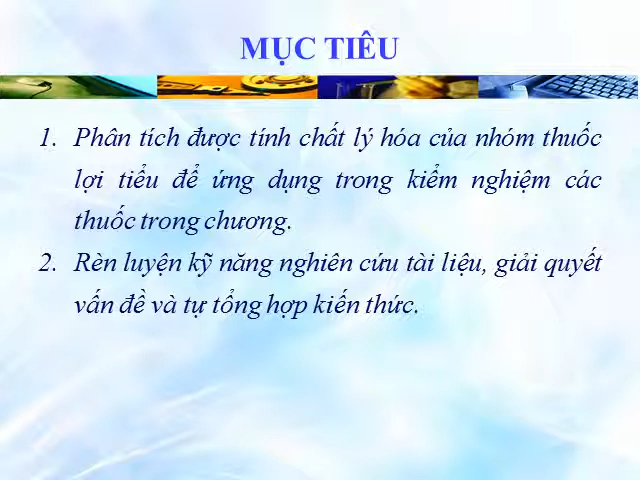 MỤC TIÊU
1. Phân tích được tính chất lý hóa của nhóm thuốc
lợi tiểu để ứng dụng trong kiểm nghiệm các
thuốc trong chương.
2. Rèn luyện kỹ năng nghiên cứu tài liệu, giải quyết
vấn đề và tự tổng hợp kiến thức.